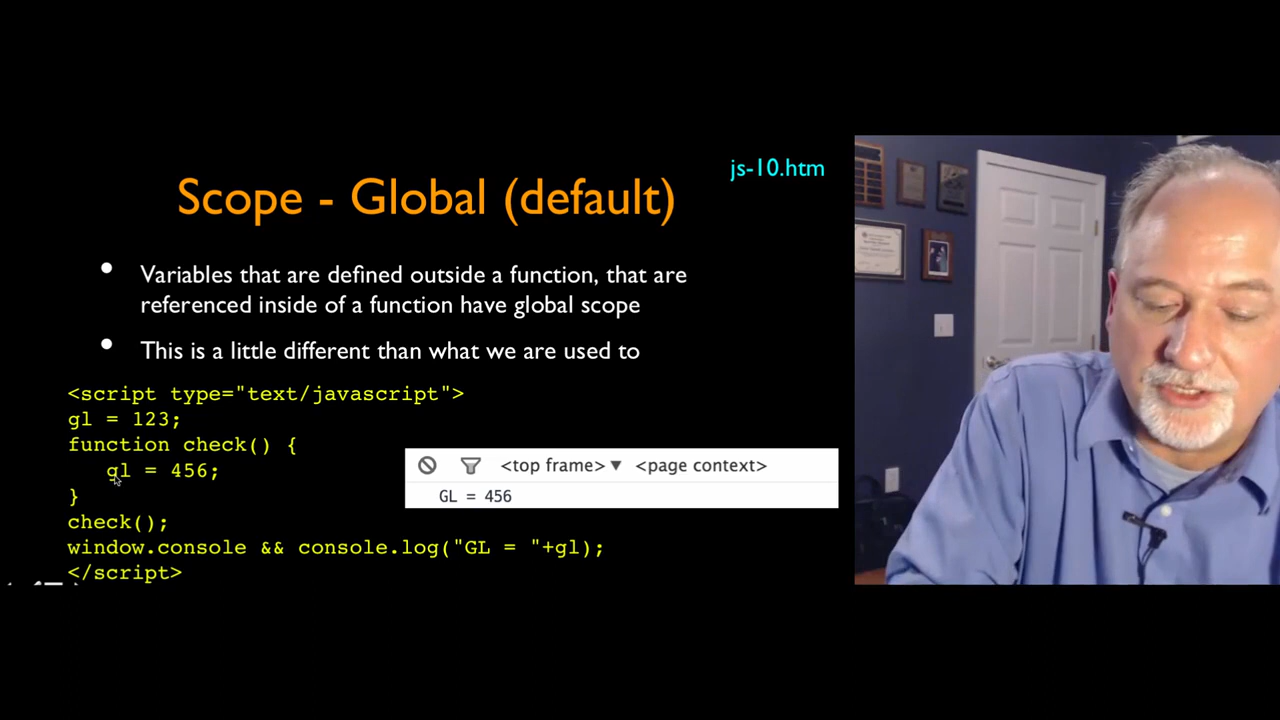 js-10.htm
Scope - Global (default)
• Variables that are defined outside a function, that are
referenced inside of a function have global scope
• This is a little different than what we are used to
<script type="text/javascript">
gl = 123;
function check() {
   gl = 456;
}
check();
window.console && console.log("GL = "+gl);
</script>
<top frame> ▼ <page context>
GL = 456